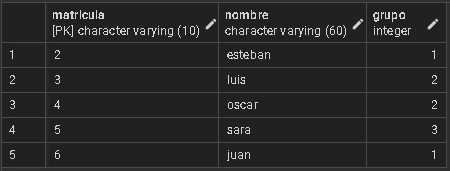 matricula nombre grupo
[PK] character varying (10) character varying (60) integer
1 2 esteban 1
2 3 luis 2
3 4 oscar 2
4 5 sara 3
5 6 juan 1